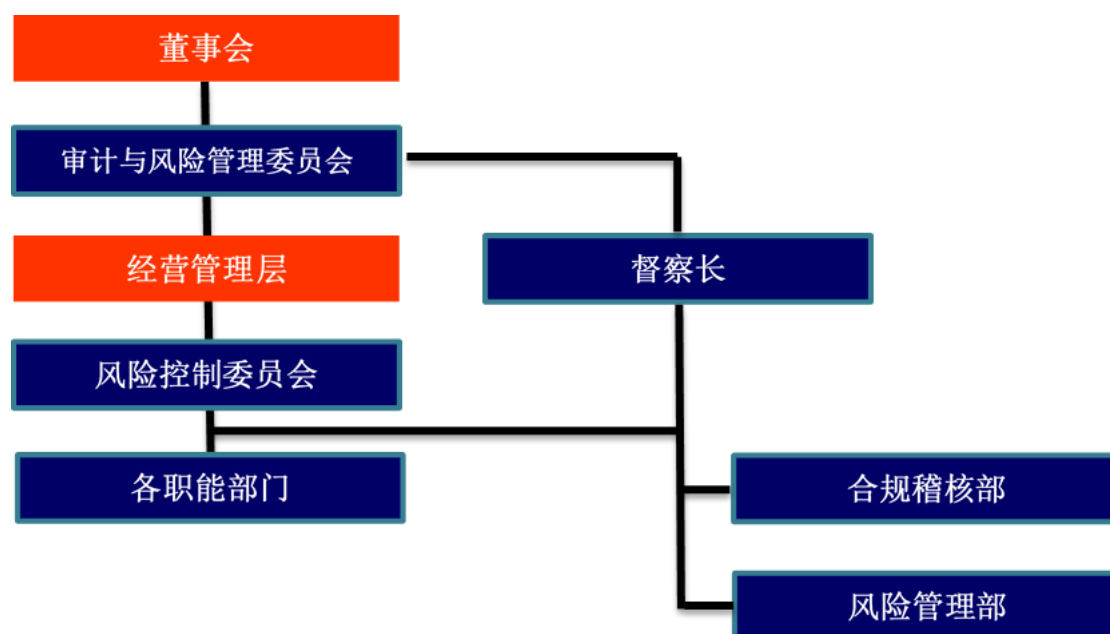 董事会
审计与风险管理委员会
经营管理层
督察长
风险控制委员会
各职能部门
合规稽核部
风险管理部